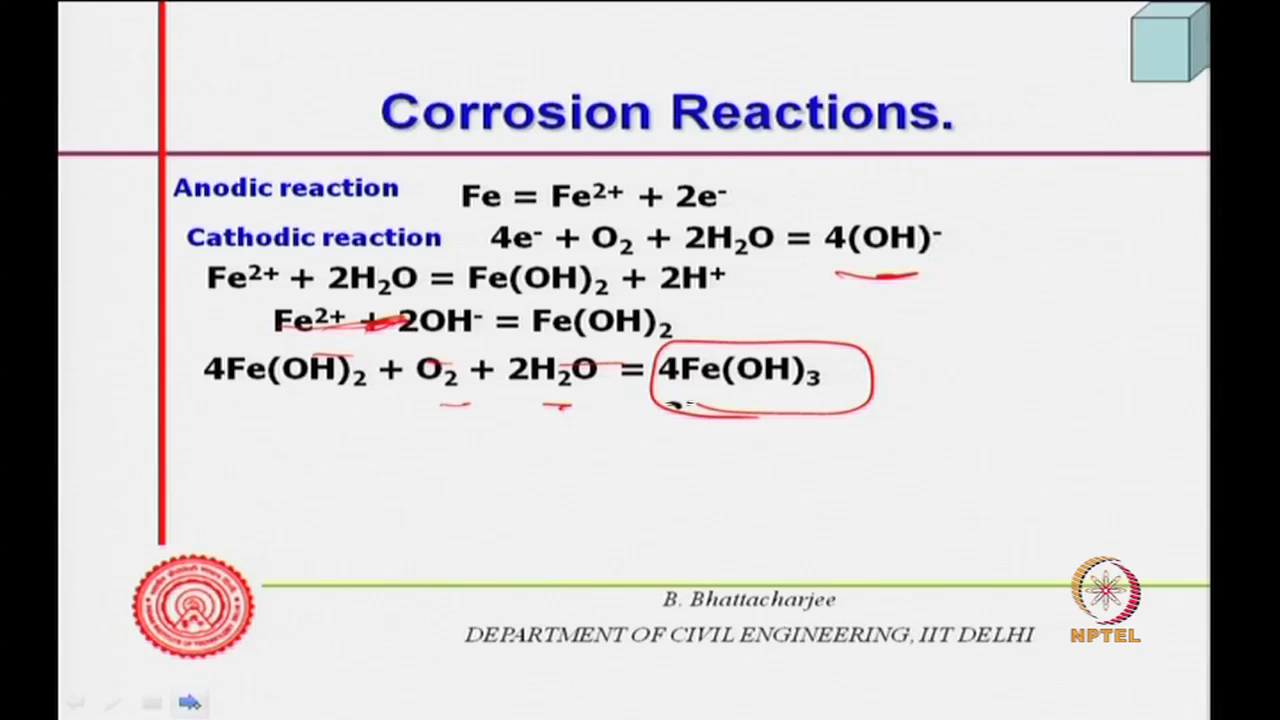 Corrosion Reactions.
Anodic reaction Fe = Fe²⁺ + 2e⁻
Cathodic reaction 4e⁻ + O₂ + 2H₂O = 4(OH)⁻
Fe²⁺ + 2H₂O = Fe(OH)₂ + 2H⁺
Fe²⁺ + 2OH⁻ = Fe(OH)₂
4Fe(OH)₂ + O₂ + 2H₂O = 4Fe(OH)₃
B. Bhattacharjee
DEPARTMENT OF CIVIL ENGINEERING, IIT DELHI
NPTEL